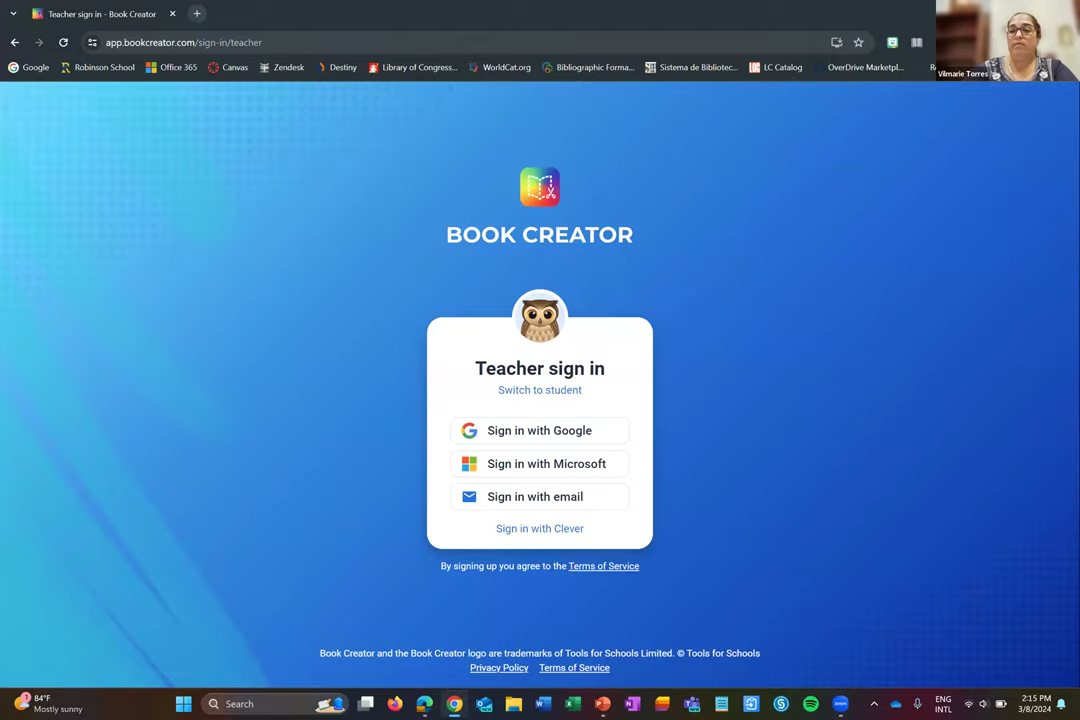 Teacher sign in - Book Creator
app.bookcreator.com/sign-in/teacher
Google Robinson School Office 365 Canvas Zendesk Destiny Library of Congress... WorldCat.org Bibliographic Forma... Sistema de Bibliotec... LC Catalog OverDrive Marketpl...
Vilmarie Torres
BOOK CREATOR
Teacher sign in
Switch to student
Sign in with Google
Sign in with Microsoft
Sign in with email
Sign in with Clever
By signing up you agree to the Terms of Service
Book Creator and the Book Creator logo are trademarks of Tools for Schools Limited. © Tools for Schools
Privacy Policy Terms of Service
1 84°F
Mostly sunny
Search
ENG
INTL
2:15 PM
3/8/2024